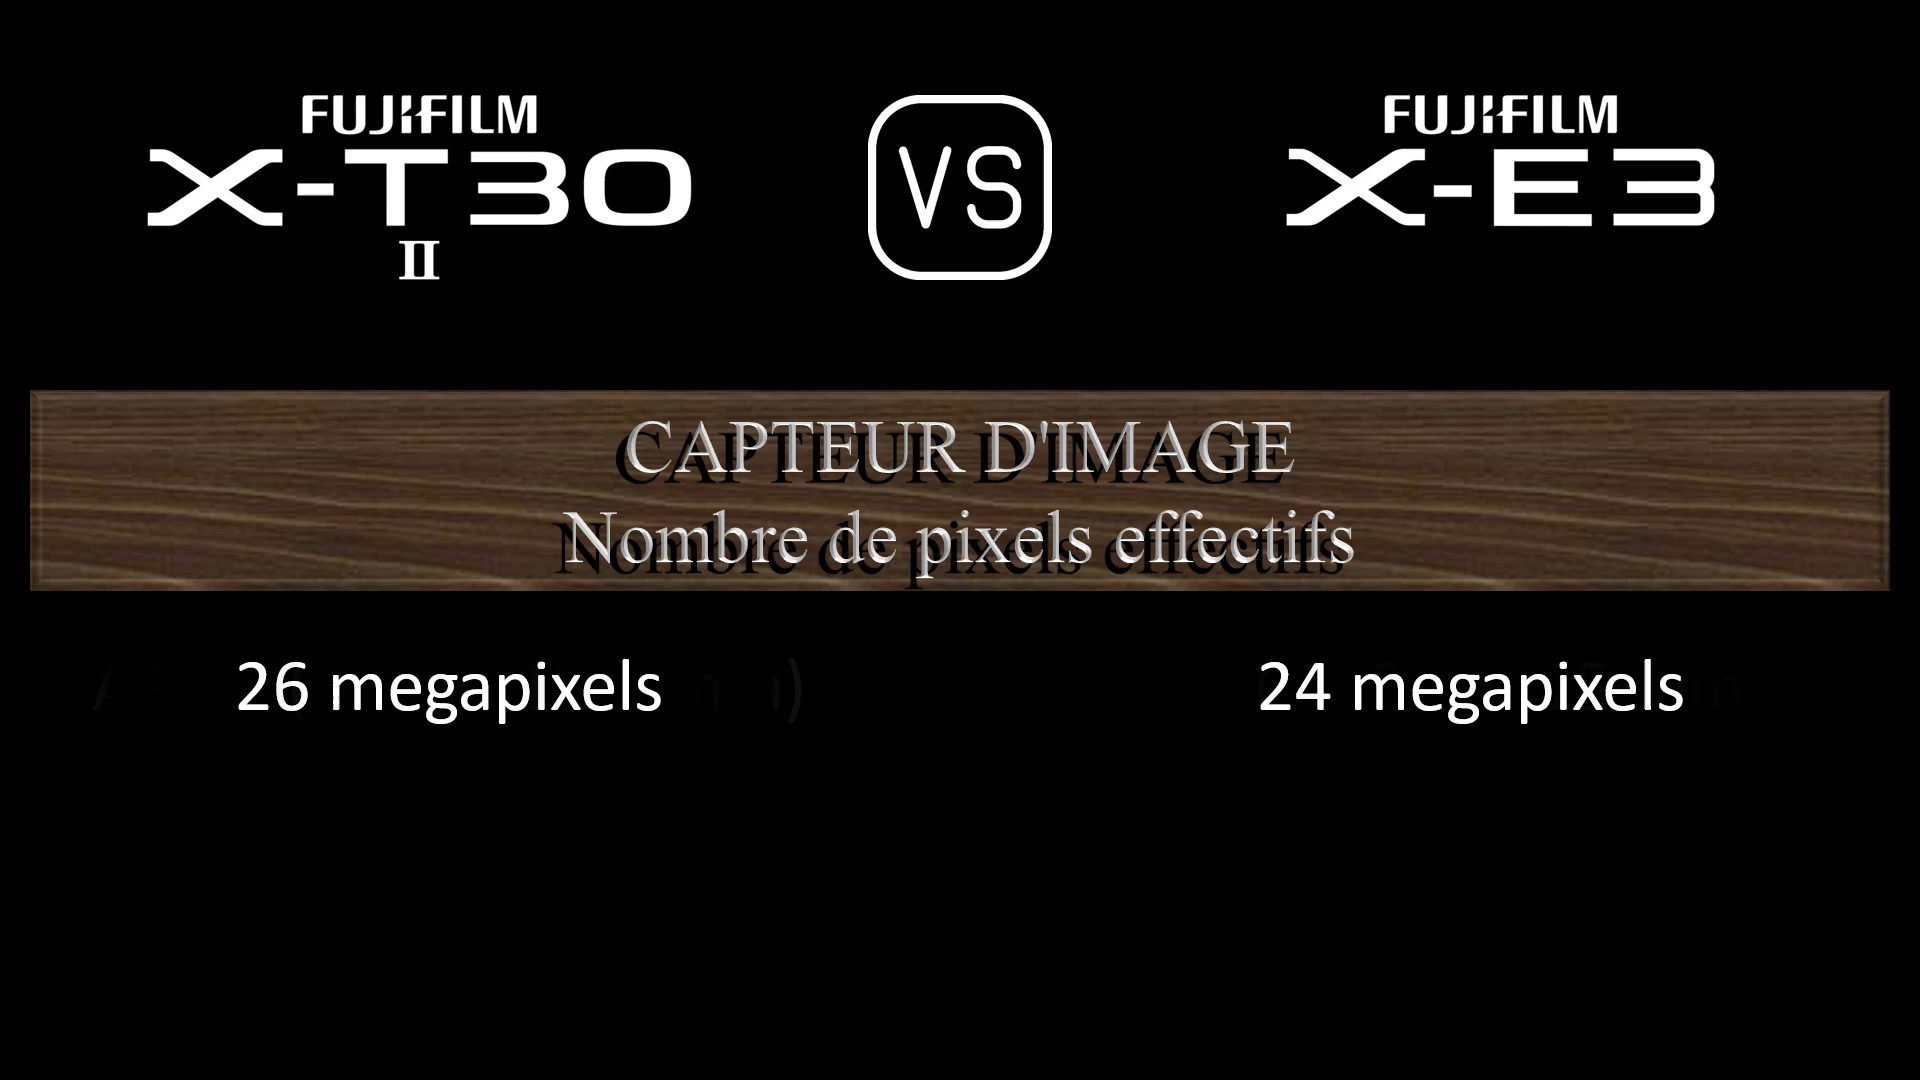 FUJIFILM
X-T30
II
VS
FUJIFILM
X-E3
CAPTEUR D'IMAGE
Nombre de pixels effectifs
26 megapixels
24 megapixels